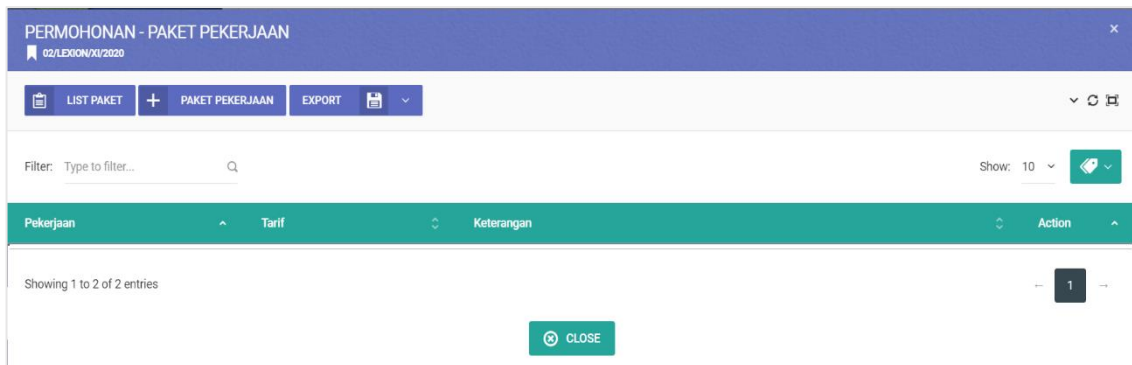 PERMOHONAN - PAKET PEKERJAAN
02/LEXION/XI/2020
LIST PAKET PAKET PEKERJAAN EXPORT
Filter: Type to filter... Show: 10
Pekerjaan Tarif Keterangan Action
Showing 1 to 2 of 2 entries ← 1 →
CLOSE